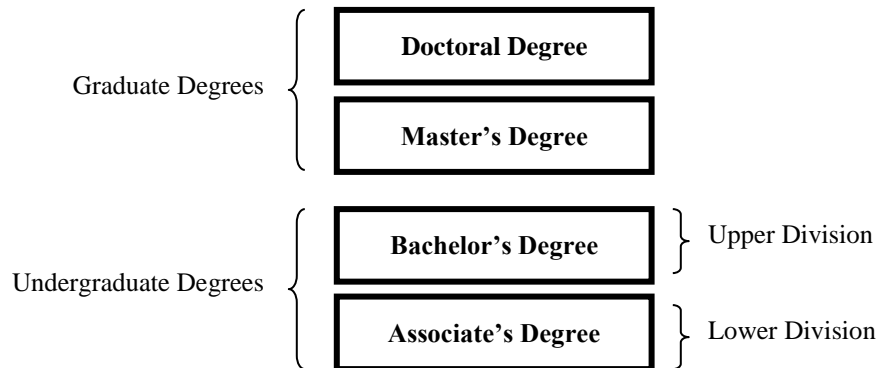 Doctoral Degree
Graduate Degrees
Master’s Degree
Bachelor’s Degree
Upper Division
Undergraduate Degrees
Associate’s Degree
Lower Division